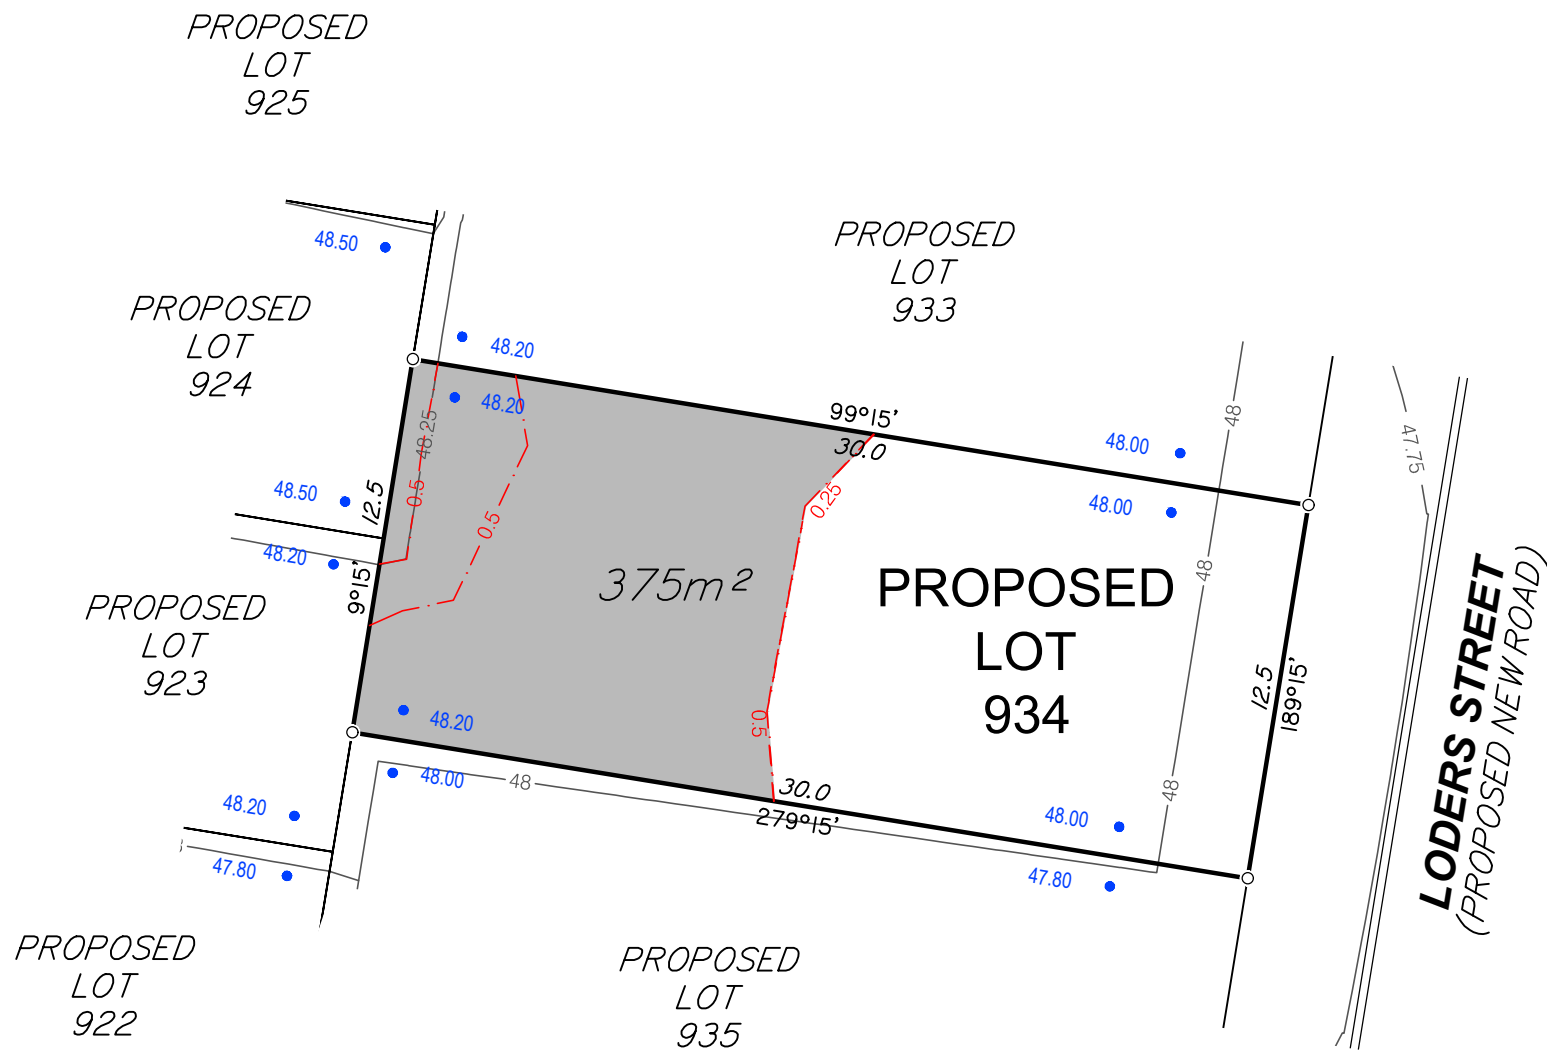 PROPOSED
LOT
925
48.50
PROPOSED
LOT
933
PROPOSED
LOT
924
48.20
48.20
48.25
99°15'
30.0
48
48.00
47.75
48.00
48.50
12.5
0.5
0.5
0.25
48.20
9°15'
375m²
PROPOSED
LOT
934
48
PROPOSED
LOT
923
12.5
189°15'
LODERS STREET
(PROPOSED NEW ROAD)
48.20
0.5
48.00
48
30.0
279°15'
48
48.00
48.20
47.80
47.80
PROPOSED
LOT
922
PROPOSED
LOT
935